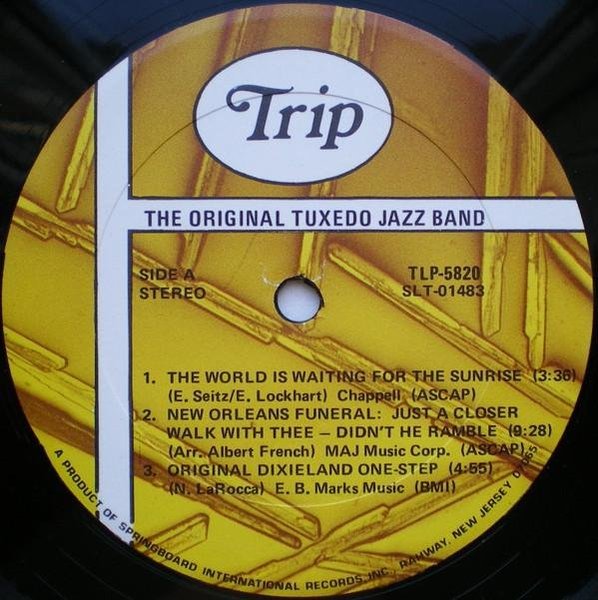 Trip
THE ORIGINAL TUXEDO JAZZ BAND
SIDE A
STEREO
TLP-5820
SLT-01483
1. THE WORLD IS WAITING FOR THE SUNRISE (3:36)
(E. Seitz/E. Lockhart) Chappell (ASCAP)
2. NEW ORLEANS FUNERAL: JUST A CLOSER
WALK WITH THEE – DIDN'T HE RAMBLE (9:28)
(Arr. Albert French) MAJ Music Corp. (ASCAP)
3. ORIGINAL DIXIELAND ONE-STEP (4:55)
(N. LaRocca) E. B. Marks Music (BMI)
A PRODUCT OF SPRINGBOARD INTERNATIONAL RECORDS, INC., RAHWAY, NEW JERSEY